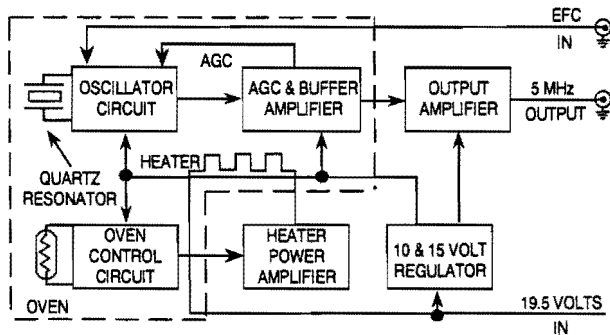 EFC
IN
AGC
OSCILLATOR
CIRCUIT
AGC & BUFFER
AMPLIFIER
OUTPUT
AMPLIFIER
5 MHz
OUTPUT
HEATER
QUARTZ
RESONATOR
OVEN
CONTROL
CIRCUIT
HEATER
POWER
AMPLIFIER
10 & 15 VOLT
REGULATOR
OVEN
19.5 VOLTS
IN